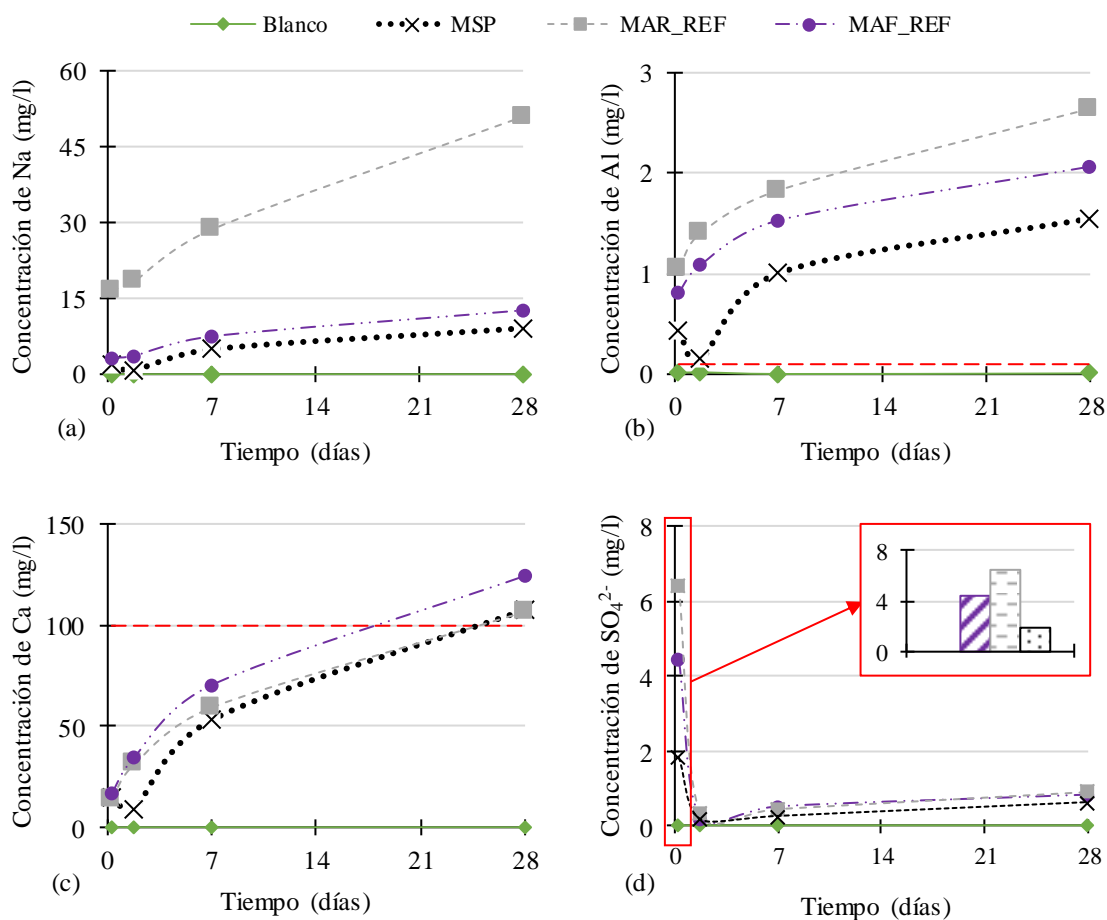 Blanco MSP MAR_REF MAF_REF
Concentración de Na (mg/l)
60
45
30
15
0
0 7 14 21 28
(a)
Tiempo (días)
Concentración de Al (mg/l)
3
2
1
0
0 7 14 21 28
(b)
Tiempo (días)
Concentración de Ca (mg/l)
150
100
50
0
0 7 14 21 28
(c)
Tiempo (días)
Concentración de SO₄²⁻ (mg/l)
8
6
4
2
0
0 7 14 21 28
(d)
Tiempo (días)
8
4
0